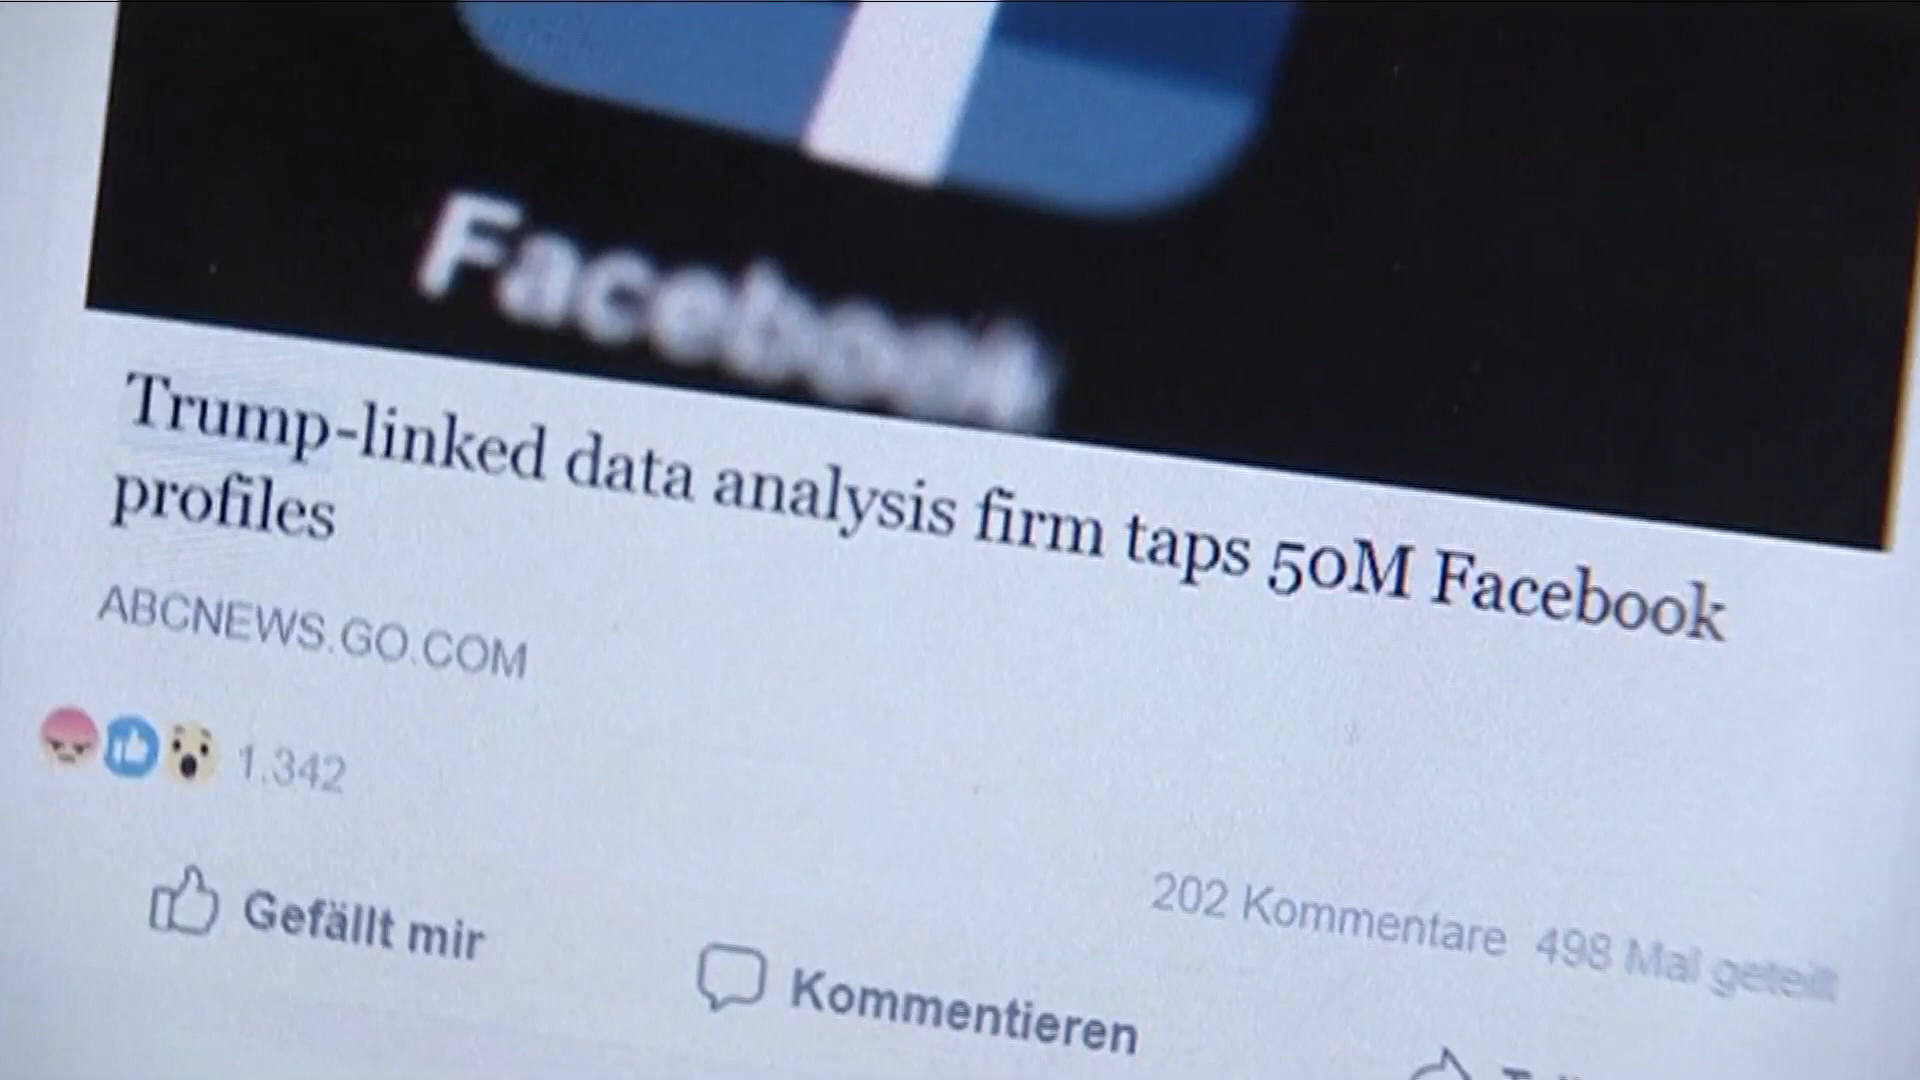 Facebook
Trump-linked data analysis firm taps 50M Facebook
profiles
ABCNEWS.GO.COM
1.342
202 Kommentare 498 Mal geteilt
Gefällt mir
Kommentieren